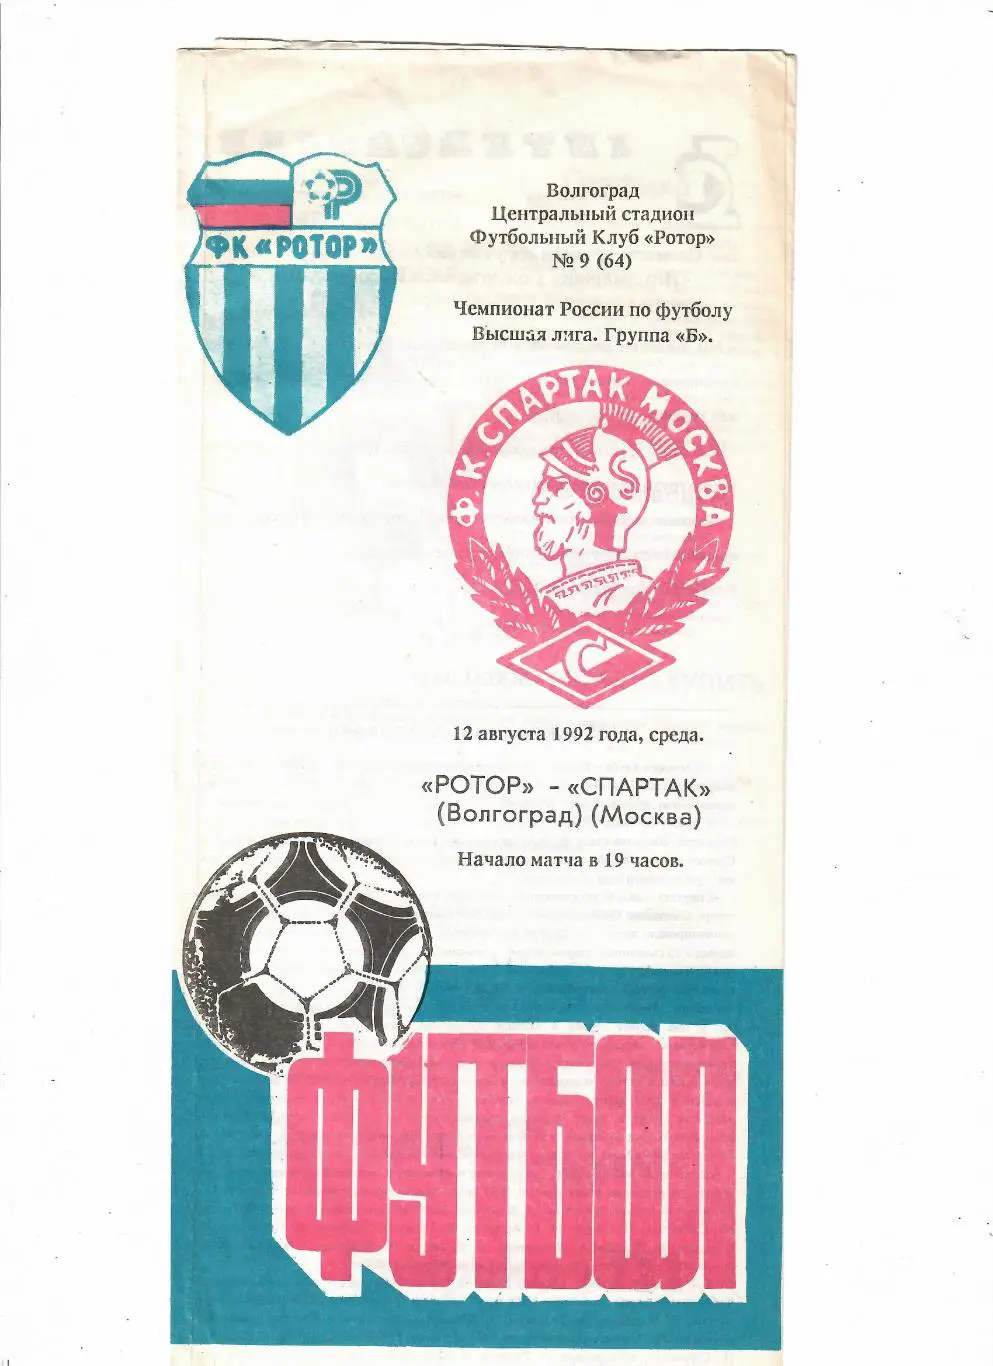 ФК «РОТОР»
Волгоград
Центральный стадион
Футбольный Клуб «Ротор»
№ 9 (64)
Чемпионат России по футболу
Высшая лига. Группа «Б».
Ф.К. СПАРТАК МОСКВА
С
12 августа 1992 года, среда.
«РОТОР» - «СПАРТАК»
(Волгоград) (Москва)
Начало матча в 19 часов.
ФУТБОЛ